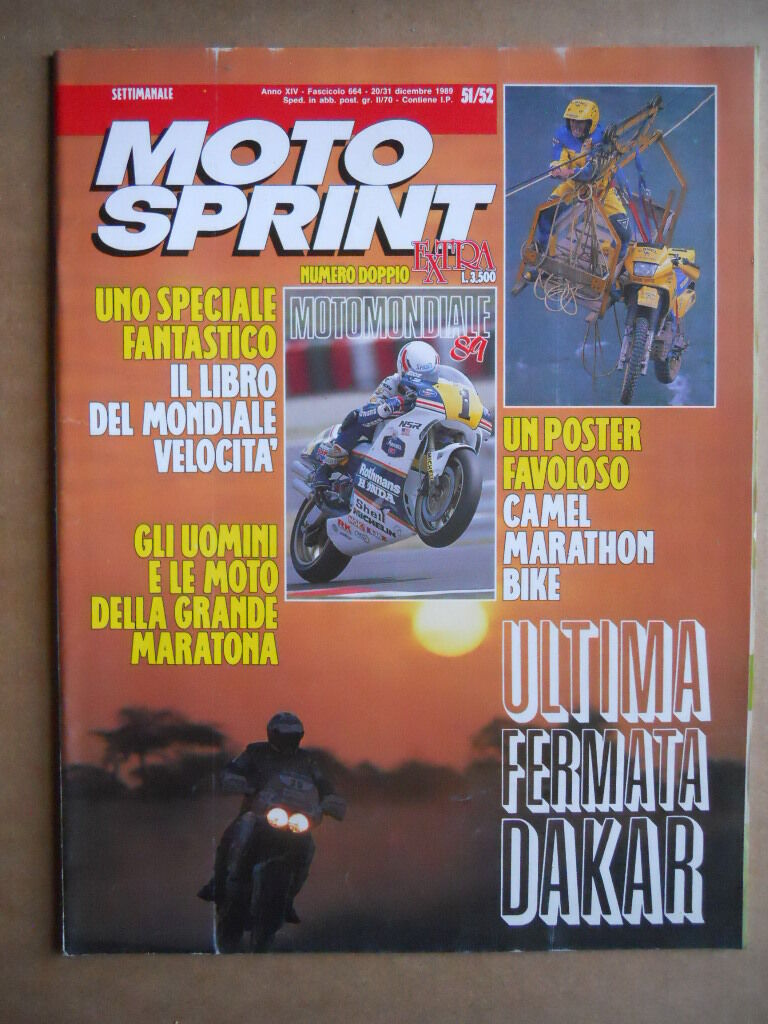 SETTIMANALE
Anno XIV - Fascicolo 664 - 20/31 dicembre 1989
Sped. in abb. post. gr. II/70 - Contiene I.P.
51/52
MOTO
SPRINT
EXTRA
NUMERO DOPPIO
L. 3.500
UNO SPECIALE
FANTASTICO
IL LIBRO
DEL MONDIALE
VELOCITA'
MOTOMONDIALE
89
1
NSR
Rothmans
HONDA
Shell
MICHELIN
RK
UN POSTER
FAVOLOSO
CAMEL
MARATHON
BIKE
GLI UOMINI
E LE MOTO
DELLA GRANDE
MARATONA
ULTIMA
FERMATA
DAKAR